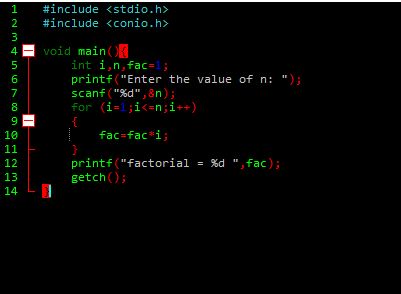 1 #include <stdio.h>
2 #include <conio.h>
3
4 void main(){
5 int i,n,fac=1;
6 printf("Enter the value of n: ");
7 scanf("%d",&n);
8 for (i=1;i<=n;i++)
9 {
10 fac=fac*i;
11 }
12 printf("factorial = %d ",fac);
13 getch();
14 }